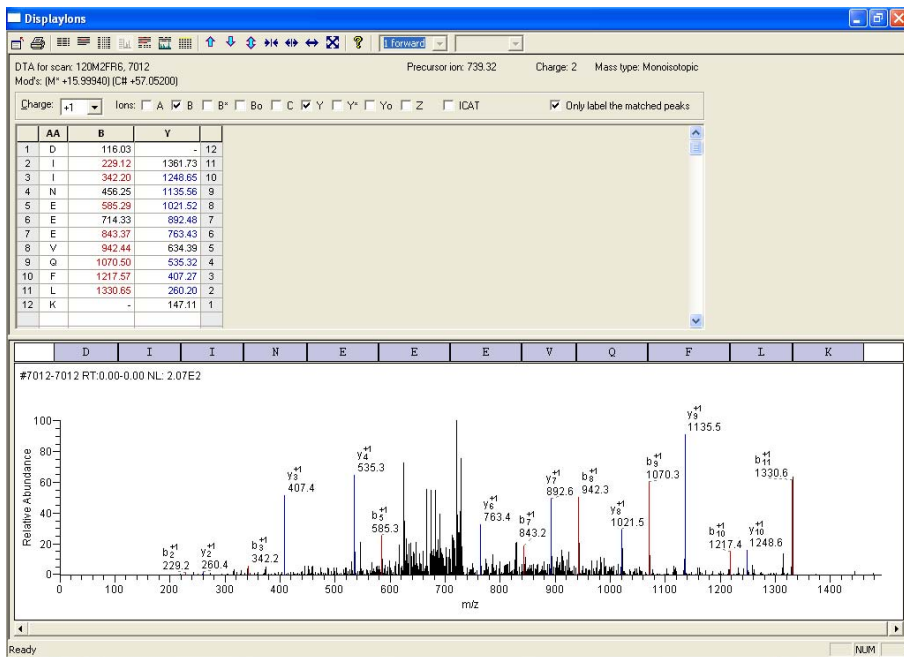 DisplayIons
1 forward
DTA for scan: 120M2FR6, 7012 Precursor ion: 739.32 Charge: 2 Mass type: Monoisotopic
Mod's: (M* +15.99940) (C# +57.05200)
Charge: +1 Ions: A B B* Bo C Y Y* Yo Z ICAT Only label the matched peaks
AA B Y
1 D 116.03 - 12
2 I 229.12 1361.73 11
3 I 342.20 1248.65 10
4 N 456.25 1135.56 9
5 E 585.29 1021.52 8
6 E 714.33 892.48 7
7 E 843.37 763.43 6
8 V 942.44 634.39 5
9 Q 1070.50 535.32 4
10 F 1217.57 407.27 3
11 L 1330.65 260.20 2
12 K - 147.11 1
D I I N E E E V Q F L K
#7012-7012 RT:0.00-0.00 NL: 2.07E2
Relative Abundance
100
80
60
40
20
0
b2+1
229.2
y2+1
260.4
b3+1
342.2
y3+1
407.4
y4+1
535.3
b5+1
585.3
y6+1
763.4
b7+1
843.2
y7+1
892.6
b8+1
942.3
y8+1
1021.5
b9+1
1070.3
y9+1
1135.5
b10+1
1217.4
y10+1
1248.6
b11+1
1330.6
0 100 200 300 400 500 600 700 800 900 1000 1100 1200 1300 1400
m/z
Ready NUM